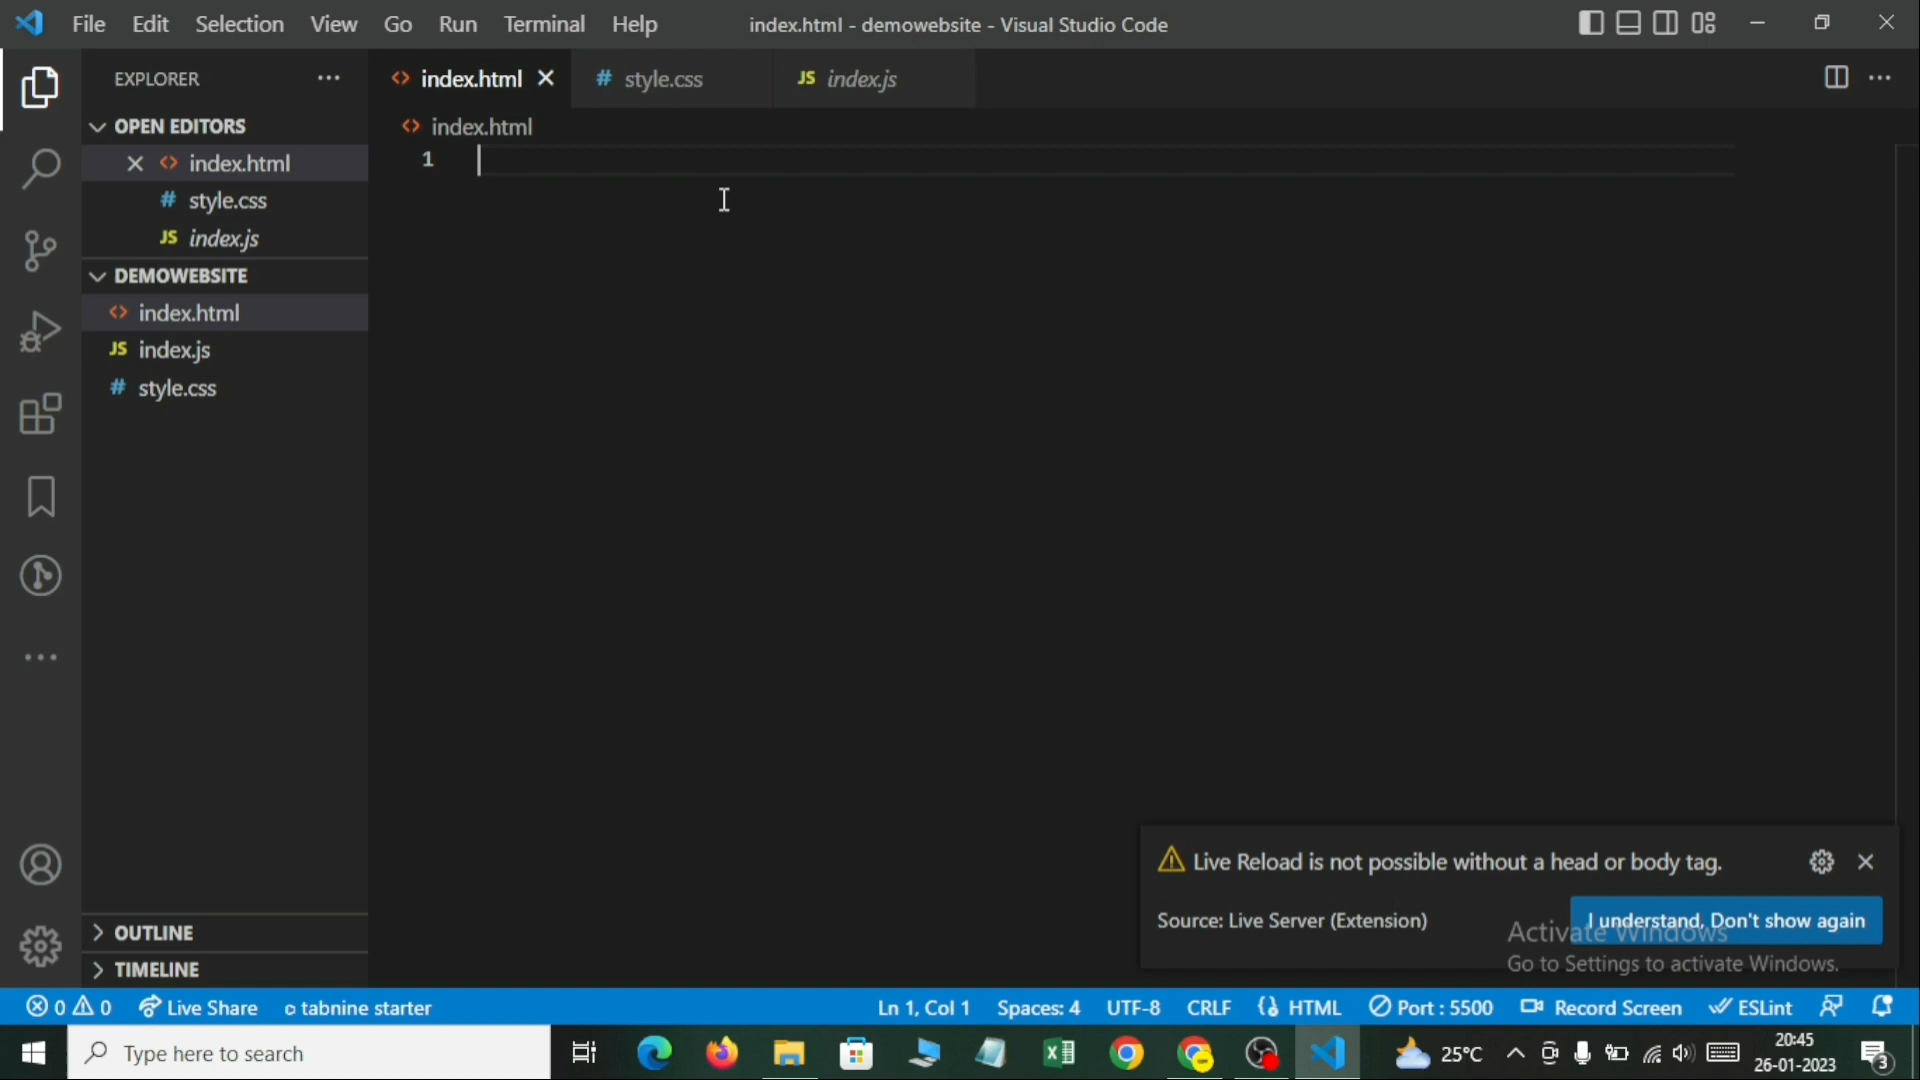 File Edit Selection View Go Run Terminal Help
index.html - demowebsite - Visual Studio Code
EXPLORER
index.html
# style.css
JS index.js
index.html
OPEN EDITORS
index.html
# style.css
JS index.js
DEMOWEBSITE
index.html
JS index.js
# style.css
1
Live Reload is not possible without a head or body tag.
Source: Live Server (Extension)
I understand, Don't show again
Activate Windows
Go to Settings to activate Windows.
OUTLINE
TIMELINE
0 0 Live Share tabnine starter
Ln 1, Col 1 Spaces: 4 UTF-8 CRLF HTML Port : 5500 Record Screen ESLint
Type here to search
25°C
20:45
26-01-2023
3